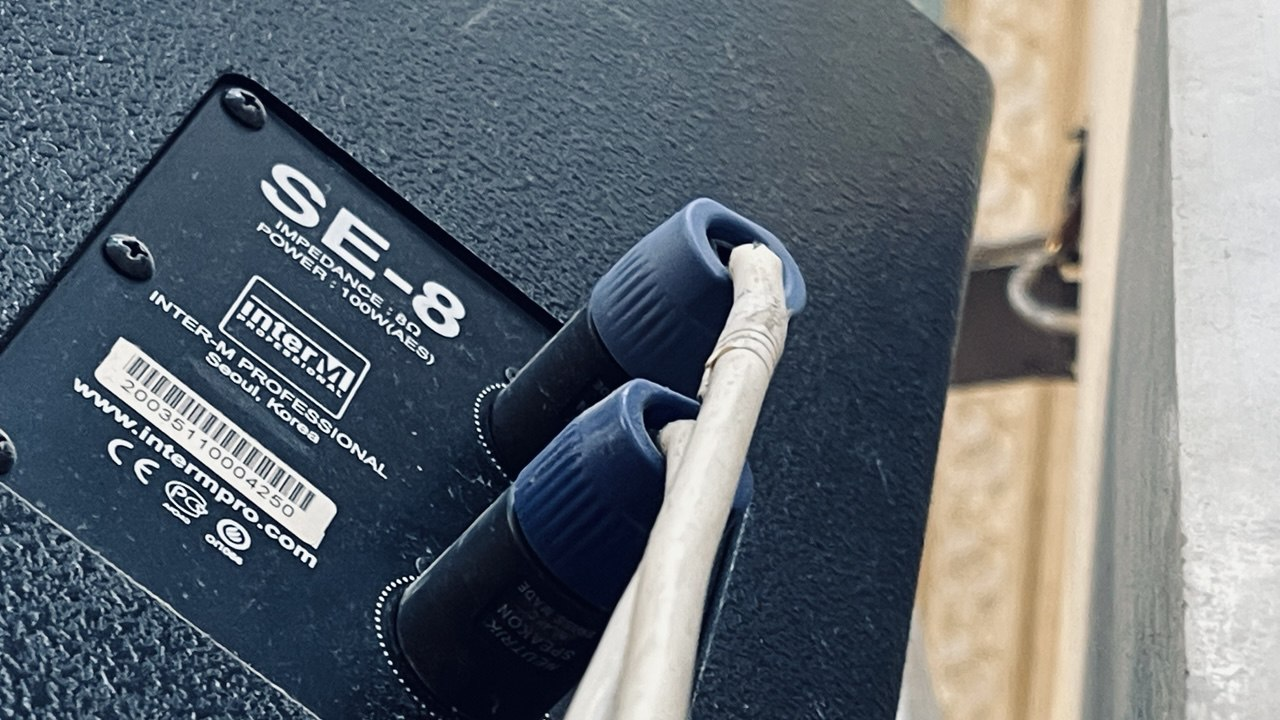 SE-8
IMPEDANCE : 8Ω
POWER : 100W(AES)
InterM
PROFESSIONAL
INTER-M PROFESSIONAL
Seoul, Korea
20035110004250
www.intermpro.com
CE
NEUTRIK
SPEAKON